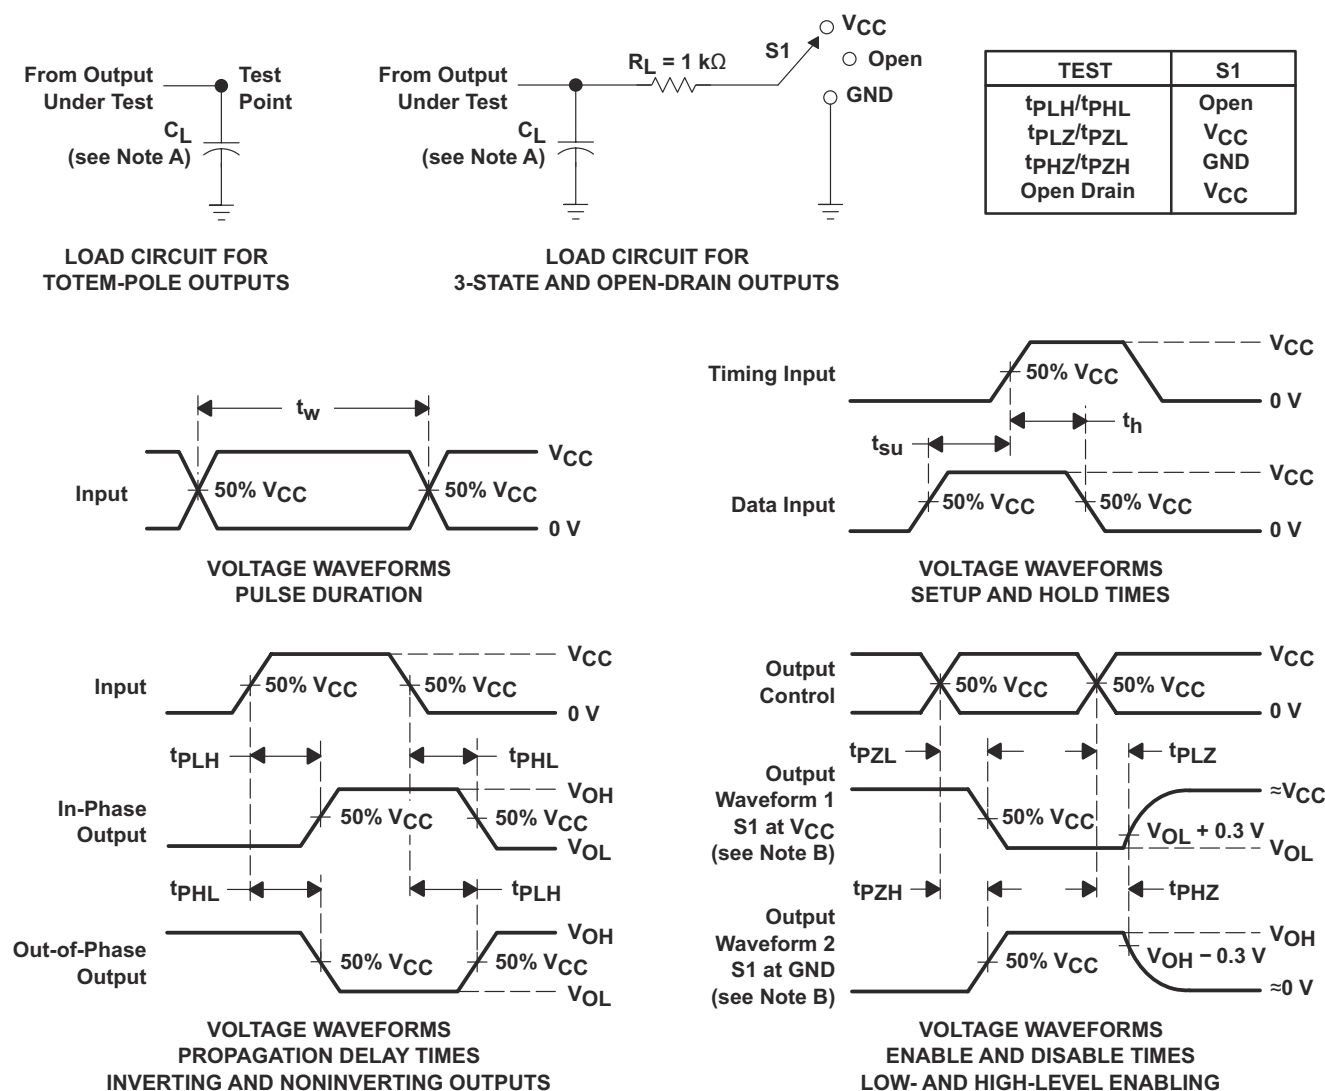 From Output
Under Test
Test
Point
CL
(see Note A)
LOAD CIRCUIT FOR
TOTEM-POLE OUTPUTS
From Output
Under Test
RL = 1 kΩ
S1
VCC
Open
GND
CL
(see Note A)
LOAD CIRCUIT FOR
3-STATE AND OPEN-DRAIN OUTPUTS
TEST S1
tPLH/tPHL Open
tPLZ/tPZL VCC
tPHZ/tPZH GND
Open Drain VCC
tw
Input
50% VCC
50% VCC
VCC
0 V
VOLTAGE WAVEFORMS
PULSE DURATION
Timing Input
50% VCC
VCC
0 V
tsu
th
Data Input
50% VCC
50% VCC
VCC
0 V
VOLTAGE WAVEFORMS
SETUP AND HOLD TIMES
Input
50% VCC
50% VCC
VCC
0 V
tPLH
tPHL
In-Phase
Output
50% VCC
50% VCC
VOH
VOL
tPHL
tPLH
Out-of-Phase
Output
50% VCC
50% VCC
VOH
VOL
VOLTAGE WAVEFORMS
PROPAGATION DELAY TIMES
INVERTING AND NONINVERTING OUTPUTS
Output
Control
50% VCC
50% VCC
VCC
0 V
tPZL
tPLZ
Output
Waveform 1
S1 at VCC
(see Note B)
50% VCC
VOL + 0.3 V
≈VCC
VOL
tPZH
tPHZ
Output
Waveform 2
S1 at GND
(see Note B)
50% VCC
VOH − 0.3 V
VOH
≈0 V
VOLTAGE WAVEFORMS
ENABLE AND DISABLE TIMES
LOW- AND HIGH-LEVEL ENABLING